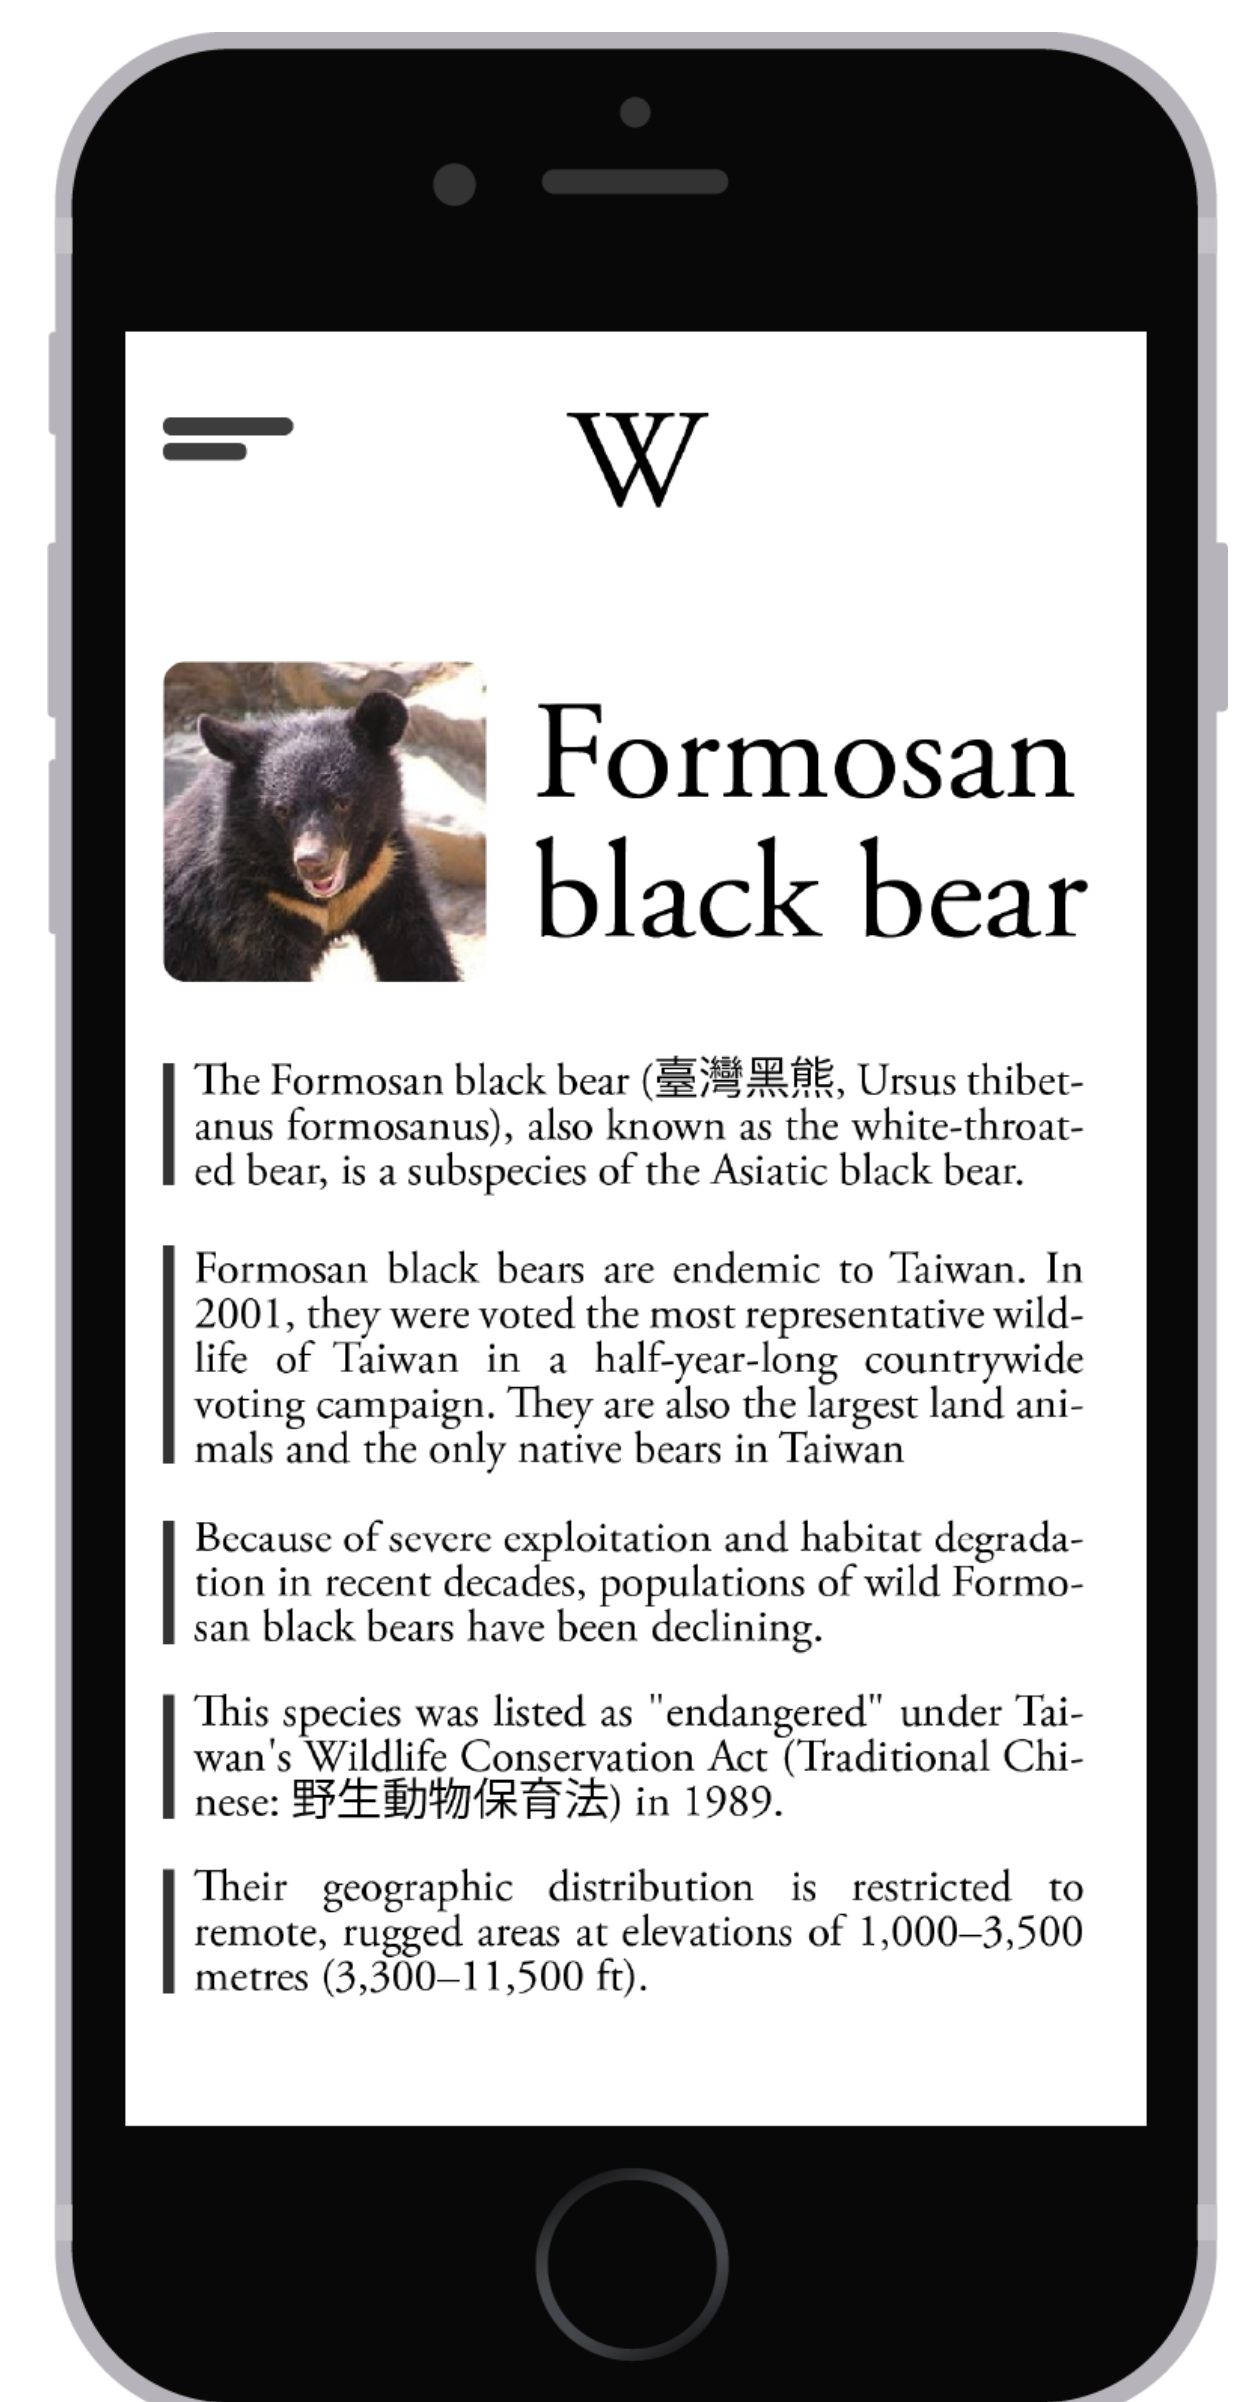 W
Formosan
black bear
The Formosan black bear (臺灣黑熊, Ursus thibet-
anus formosanus), also known as the white-throat-
ed bear, is a subspecies of the Asiatic black bear.
Formosan black bears are endemic to Taiwan. In
2001, they were voted the most representative wild-
life of Taiwan in a half-year-long countrywide
voting campaign. They are also the largest land ani-
mals and the only native bears in Taiwan
Because of severe exploitation and habitat degrada-
tion in recent decades, populations of wild Formo-
san black bears have been declining.
This species was listed as "endangered" under Tai-
wan's Wildlife Conservation Act (Traditional Chi-
nese: 野生動物保育法) in 1989.
Their geographic distribution is restricted to
remote, rugged areas at elevations of 1,000–3,500
metres (3,300–11,500 ft).